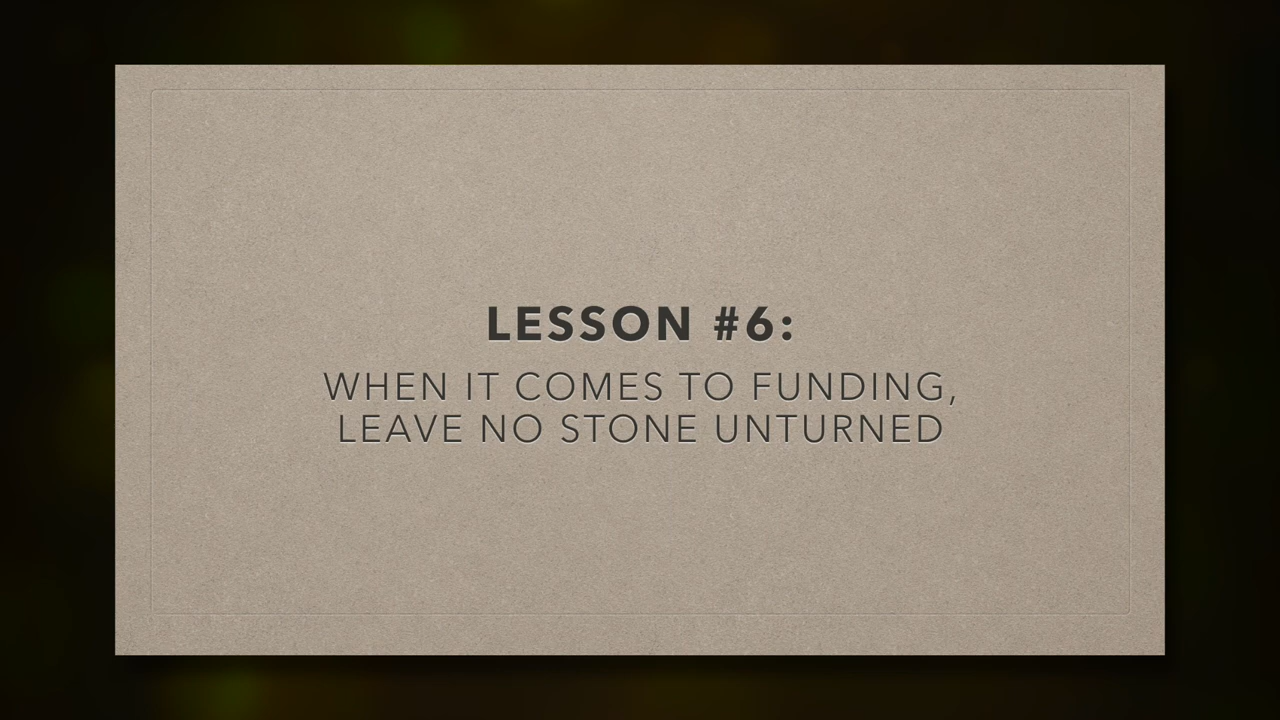 LESSON #6:
WHEN IT COMES TO FUNDING,
LEAVE NO STONE UNTURNED